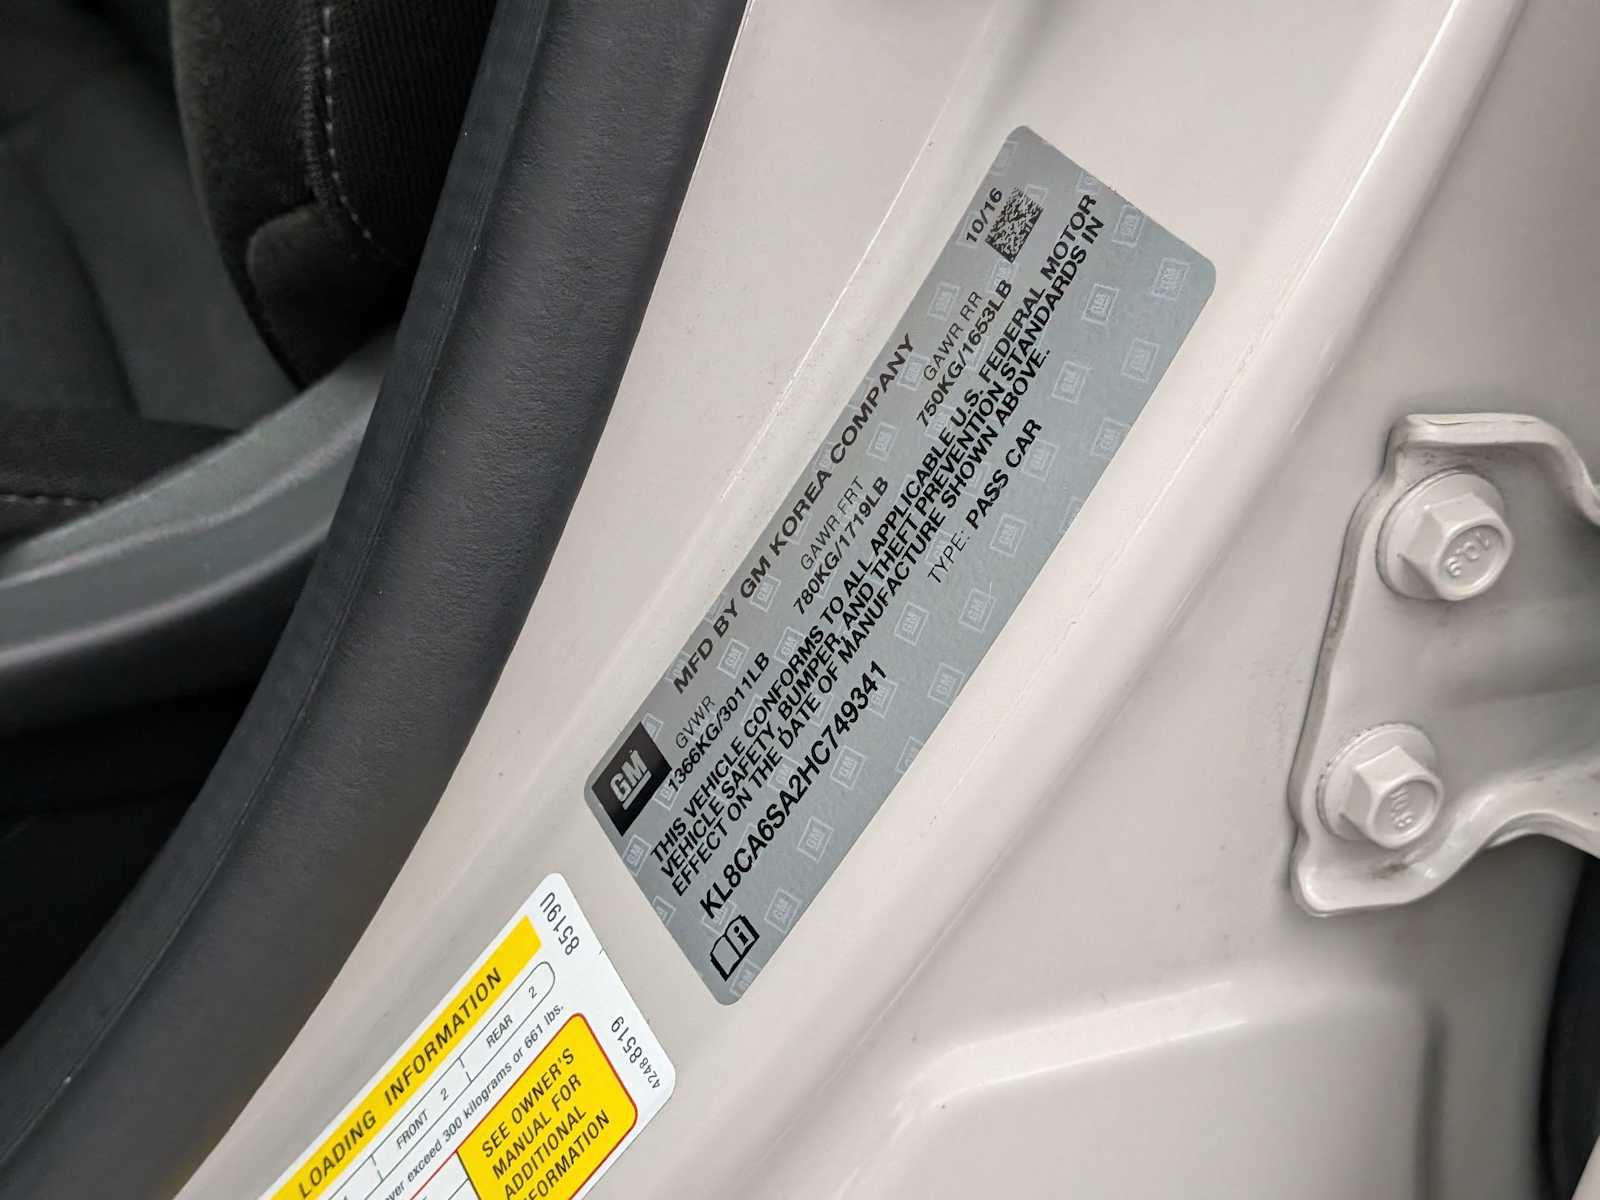 GM
MFD BY GM KOREA COMPANY
10/16
GVWR
GAWR FRT
GAWR RR
1366KG/3011LB
780KG/1719LB
750KG/1653LB
THIS VEHICLE CONFORMS TO ALL APPLICABLE U.S. FEDERAL MOTOR
VEHICLE SAFETY, BUMPER, AND THEFT PREVENTION STANDARDS IN
EFFECT ON THE DATE OF MANUFACTURE SHOWN ABOVE.
KL8CA6SA2HC749341
TYPE: PASS CAR
8519U
LOADING INFORMATION
FRONT 2
REAR 2
exceed 300 kilograms or 661 lbs.
SEE OWNER'S
MANUAL FOR
ADDITIONAL
42488519